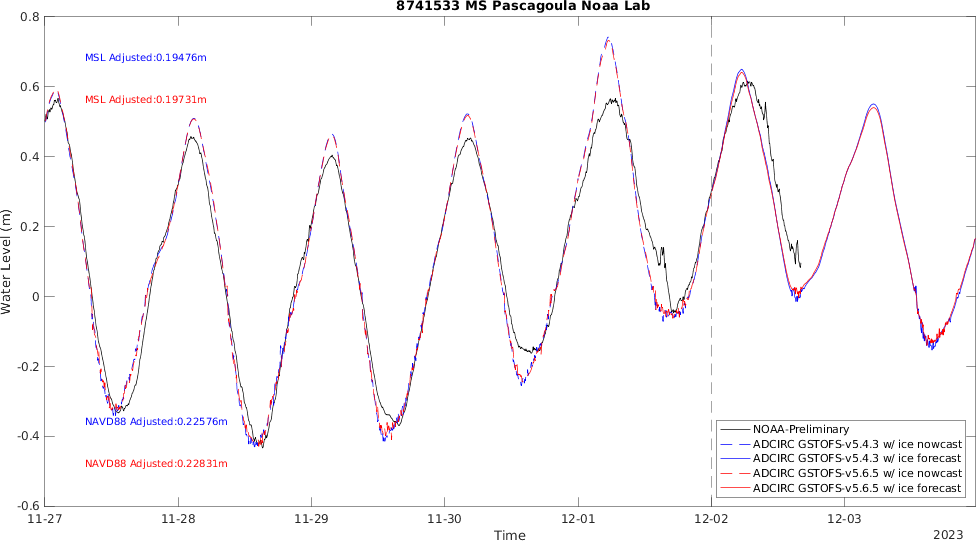 8741533 MS Pascagoula Noaa Lab
0.8
MSL Adjusted:0.19476m
0.6
MSL Adjusted:0.19731m
0.4
0.2
Water Level (m)
0
-0.2
NAVD88 Adjusted:0.22576m
-0.4
NAVD88 Adjusted:0.22831m
NOAA-Preliminary
ADCIRC GSTOFS-v5.4.3 w/ ice nowcast
ADCIRC GSTOFS-v5.4.3 w/ ice forecast
ADCIRC GSTOFS-v5.6.5 w/ ice nowcast
ADCIRC GSTOFS-v5.6.5 w/ ice forecast
-0.6
11-27 11-28 11-29 11-30 12-01 12-02 12-03
Time
2023